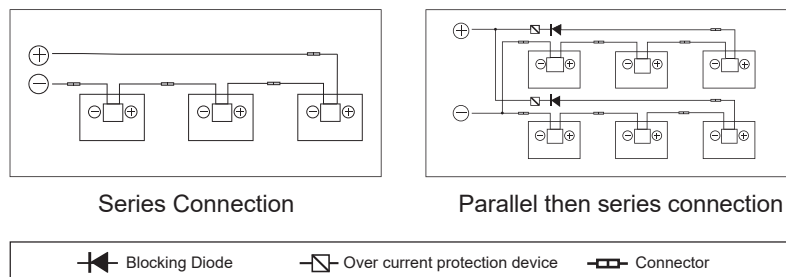 Series Connection
Parallel then series connection
Blocking Diode
Over current protection device
Connector